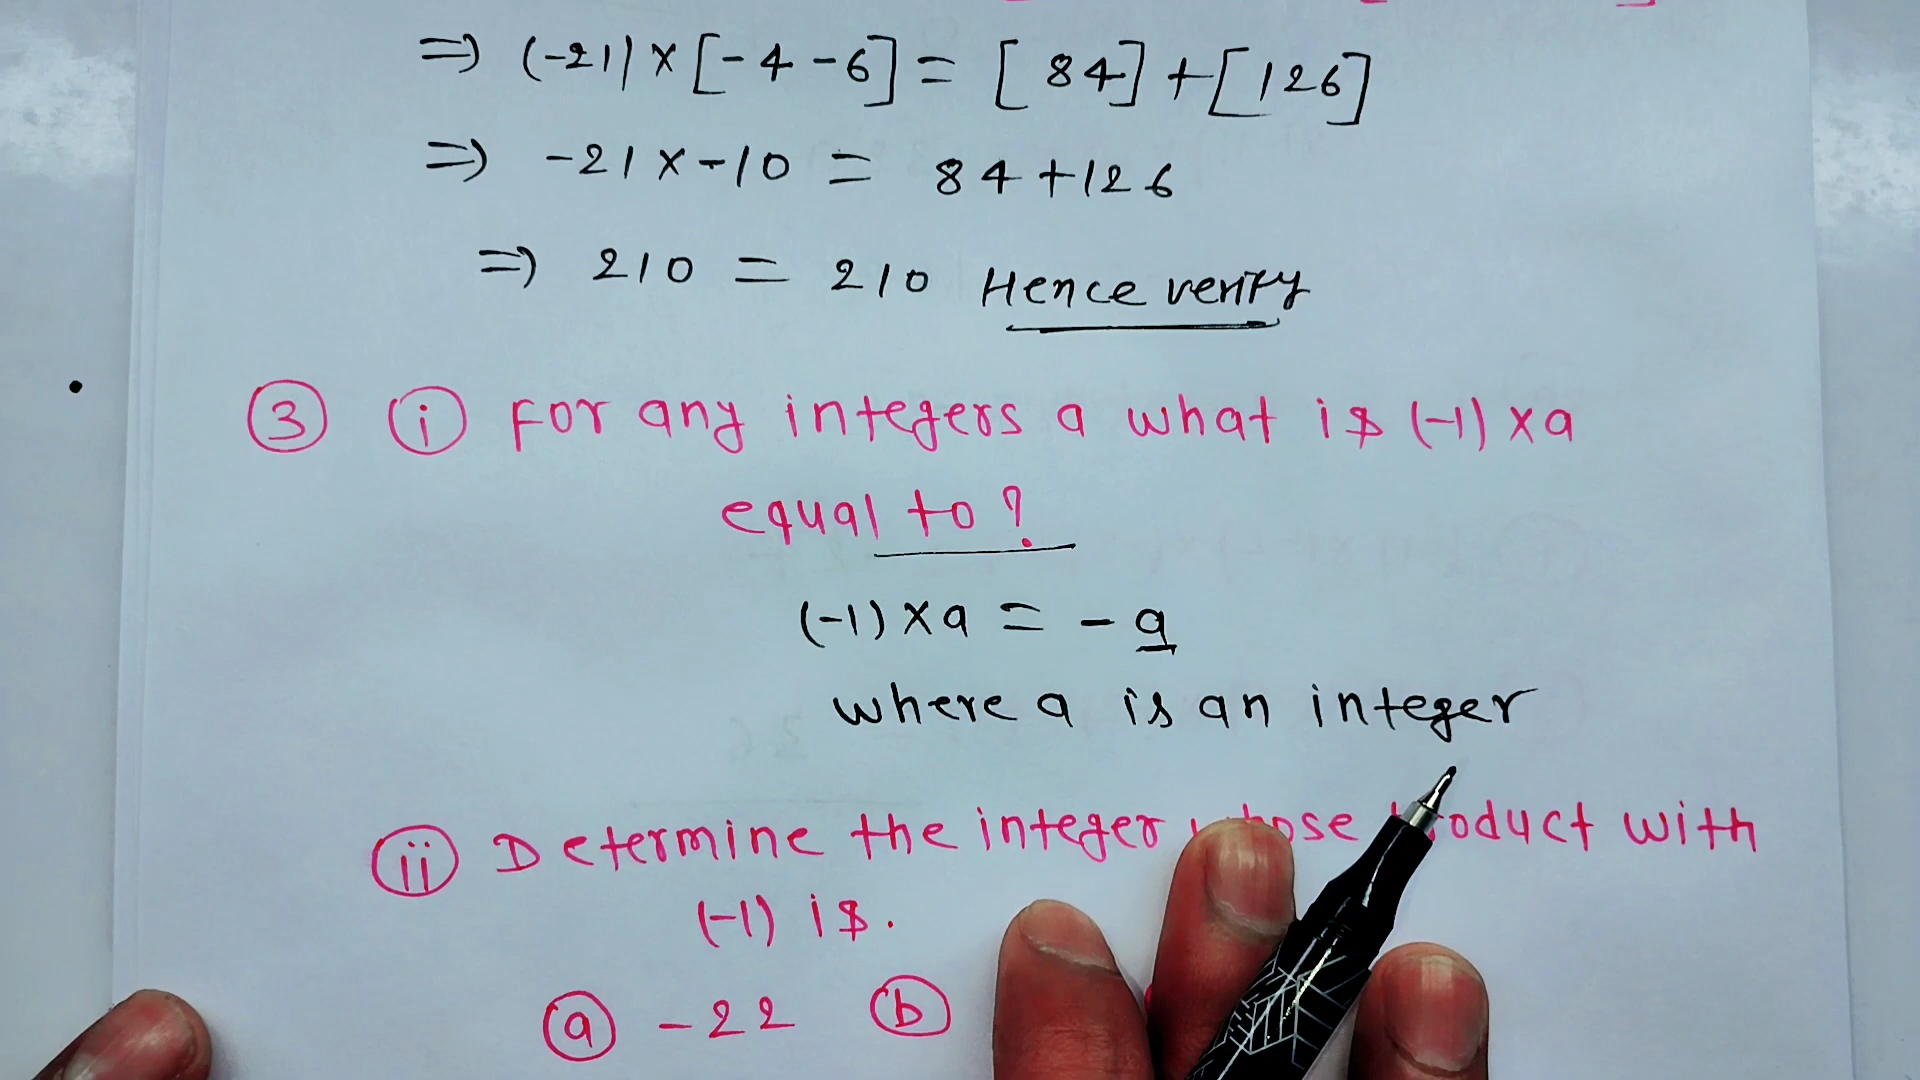 => (-21) × [-4 -6] = [84] + [126]
=> -21 × -10 = 84 + 126
=> 210 = 210 Hence verify
③ ⓘ For any integers a what is (-1) × a
equal to?
(-1) × a = - a
where a is an integer
ⓘⓘ Determine the integer with
(-1) is.
ⓐ -22 ⓑ